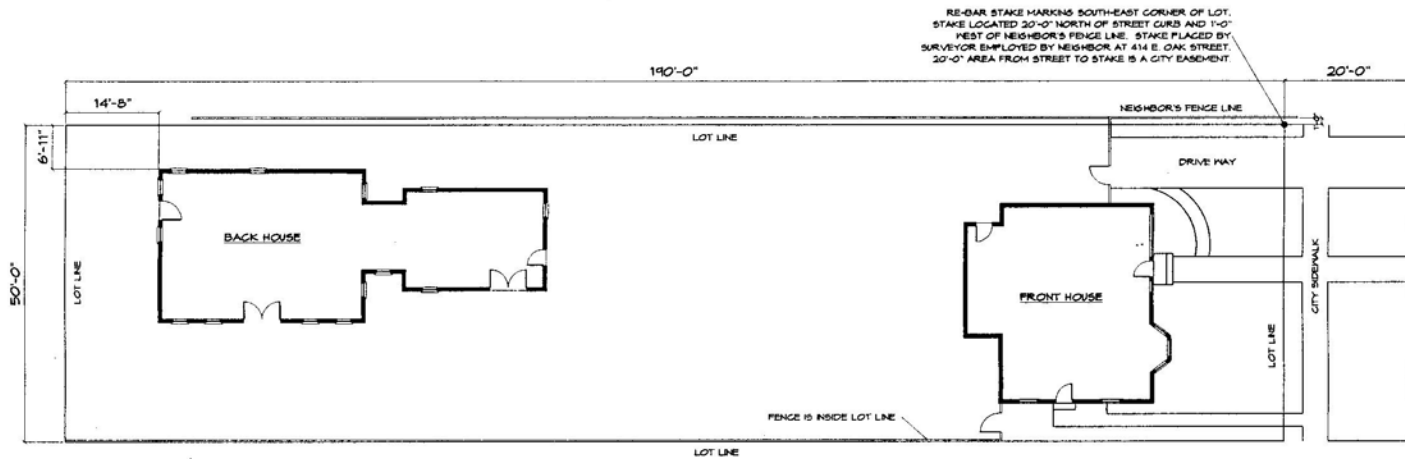 RE-BAR STAKE MARKING SOUTH-EAST CORNER OF LOT.
STAKE LOCATED 20'-0" NORTH OF STREET CURB AND 1'-0"
WEST OF NEIGHBOR'S FENCE LINE. STAKE PLACED BY
SURVEYOR EMPLOYED BY NEIGHBOR AT 414 E. OAK STREET.
20'-0" AREA FROM STREET TO STAKE IS A CITY EASEMENT.
190'-0"
20'-0"
14'-8"
NEIGHBOR'S FENCE LINE
1'-0"
6'-11"
LOT LINE
DRIVE WAY
BACK HOUSE
50'-0"
LOT LINE
FRONT HOUSE
CITY SIDEWALK
LOT LINE
FENCE IS INSIDE LOT LINE
LOT LINE